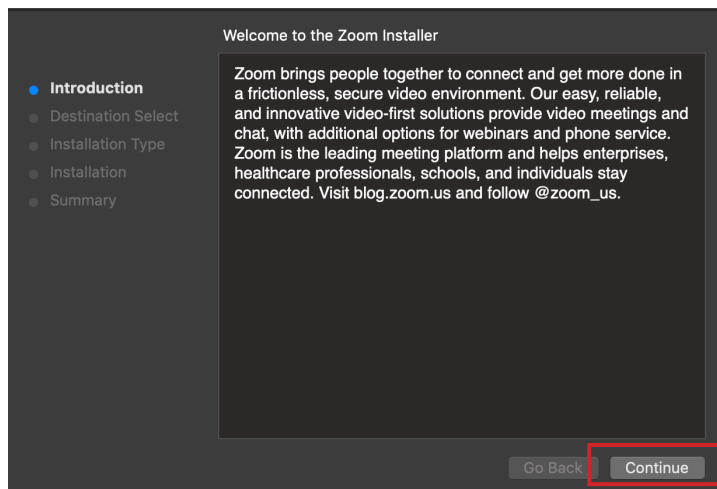 Welcome to the Zoom Installer
Introduction
Destination Select
Installation Type
Installation
Summary
Zoom brings people together to connect and get more done in
a frictionless, secure video environment. Our easy, reliable,
and innovative video-first solutions provide video meetings and
chat, with additional options for webinars and phone service.
Zoom is the leading meeting platform and helps enterprises,
healthcare professionals, schools, and individuals stay
connected. Visit blog.zoom.us and follow @zoom_us.
Go Back
Continue